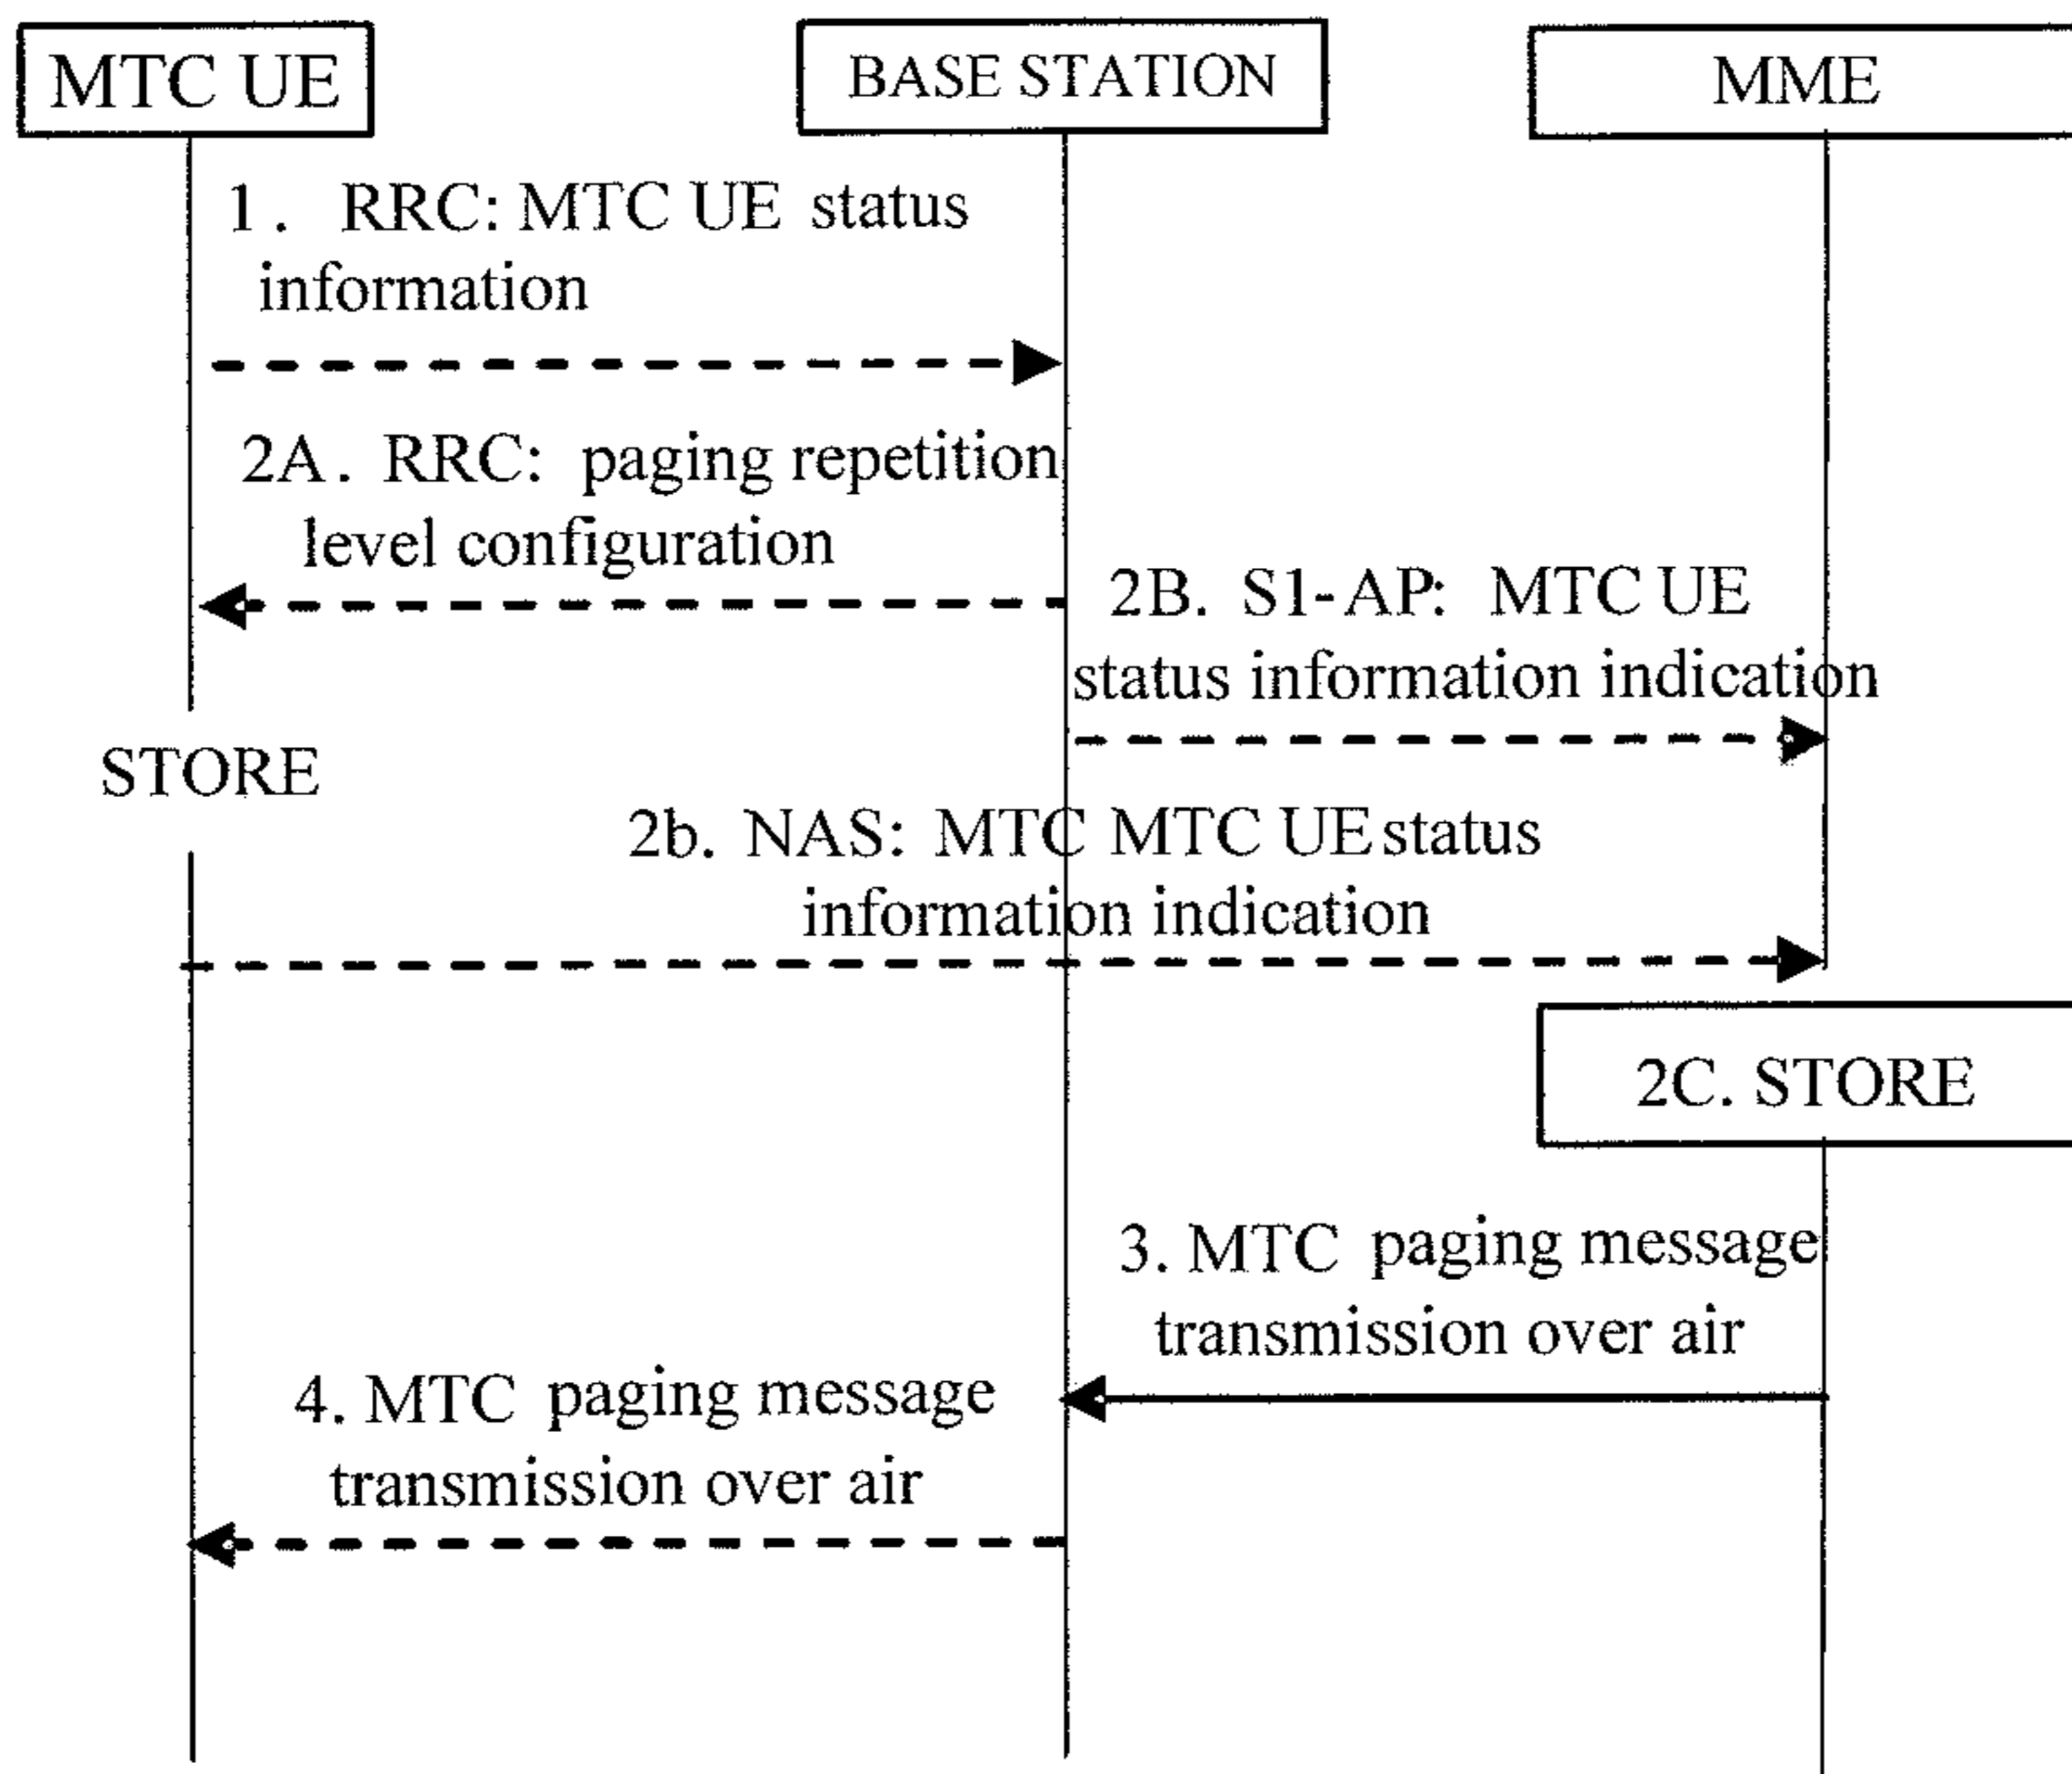 MTC UE
BASE STATION
MME
1. RRC: MTC UE status
information
2A. RRC: paging repetition
level configuration
2B. S1-AP: MTC UE
status information indication
STORE
2b. NAS: MTC MTC UE status
information indication
2C. STORE
3. MTC paging message
transmission over air
4. MTC paging message
transmission over air